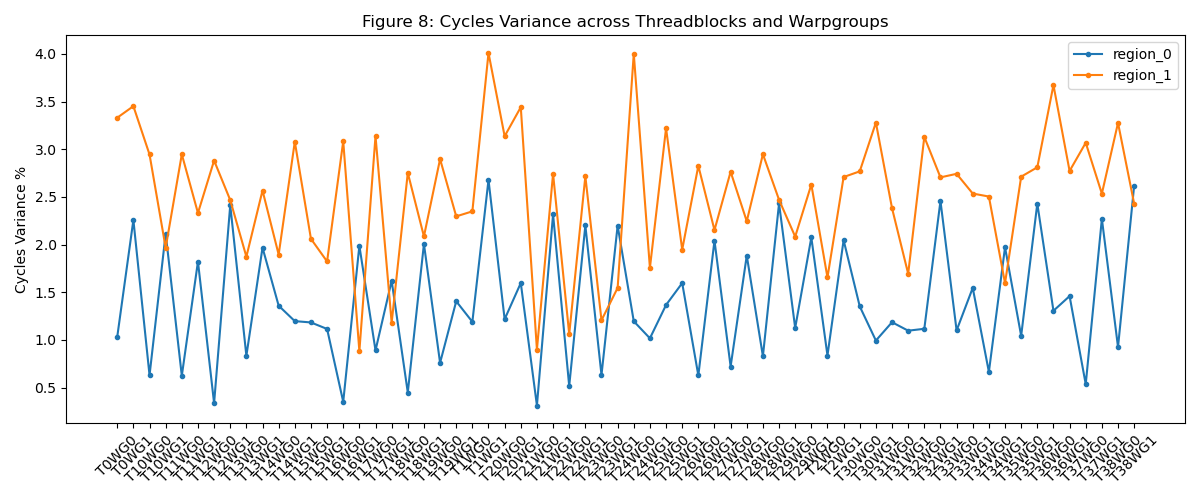 Figure 8: Cycles Variance across Threadblocks and Warpgroups
region_0
region_1
Cycles Variance %
4.0
3.5
3.0
2.5
2.0
1.5
1.0
0.5
T0WG0
T0WG1
T10WG0
T10WG1
T11WG0
T11WG1
T12WG0
T12WG1
T13WG0
T13WG1
T14WG0
T14WG1
T15WG0
T15WG1
T16WG0
T16WG1
T17WG0
T17WG1
T18WG0
T18WG1
T19WG0
T19WG1
T1WG0
T1WG1
T20WG0
T20WG1
T21WG0
T21WG1
T22WG0
T22WG1
T23WG0
T23WG1
T24WG0
T24WG1
T25WG0
T25WG1
T26WG0
T26WG1
T27WG0
T27WG1
T28WG0
T28WG1
T29WG0
T29WG1
T2WG0
T2WG1
T30WG0
T30WG1
T31WG0
T31WG1
T32WG0
T32WG1
T33WG0
T33WG1
T34WG0
T34WG1
T35WG0
T35WG1
T36WG0
T36WG1
T37WG0
T37WG1
T38WG0
T38WG1